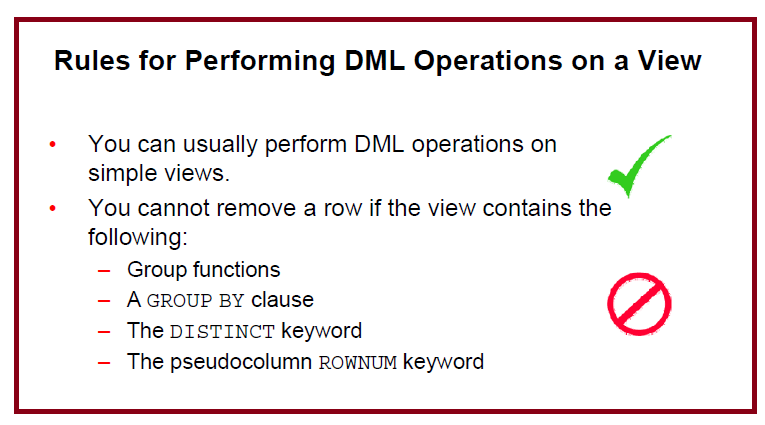 Rules for Performing DML Operations on a View
• You can usually perform DML operations on
simple views.
• You cannot remove a row if the view contains the
following:
– Group functions
– A GROUP BY clause
– The DISTINCT keyword
– The pseudocolumn ROWNUM keyword